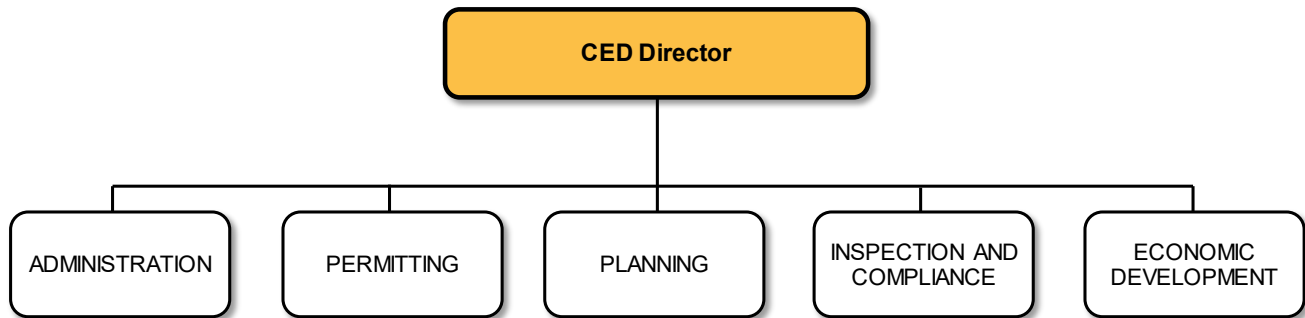 CED Director
ADMINISTRATION
PERMITTING
PLANNING
INSPECTION AND
COMPLIANCE
ECONOMIC
DEVELOPMENT